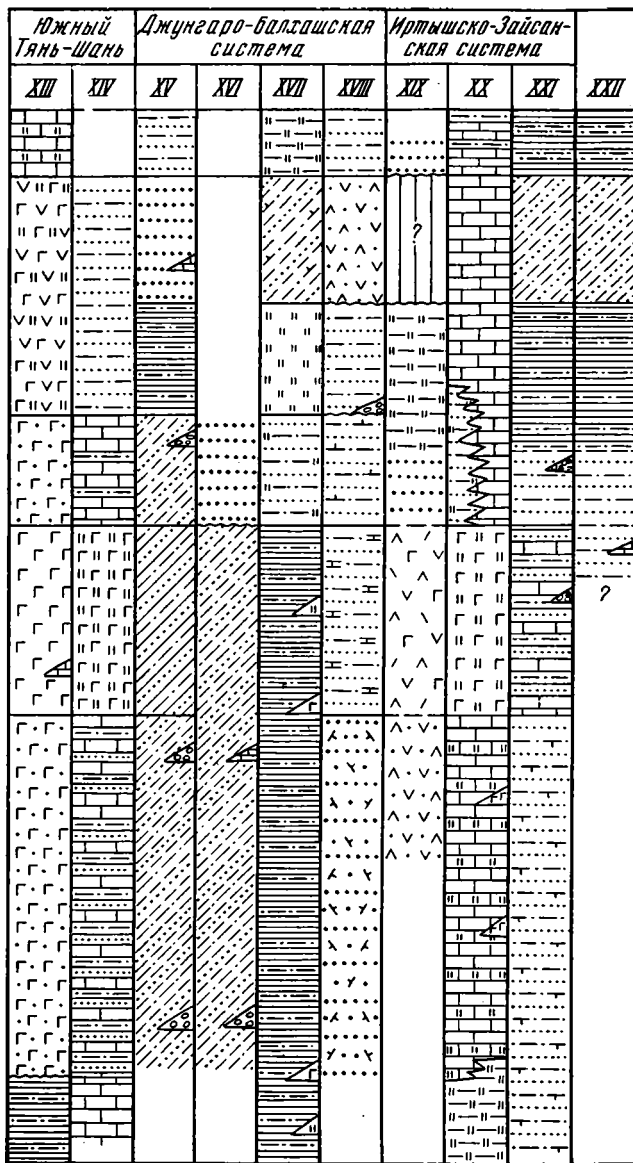 Южный
Тянь-Шань
Джунгаро-балхашская
система
Иртышско-Зайсан-
ская система
XIII XIV XV XVI XVII XVIII XIX XX XXI XXII
?
?